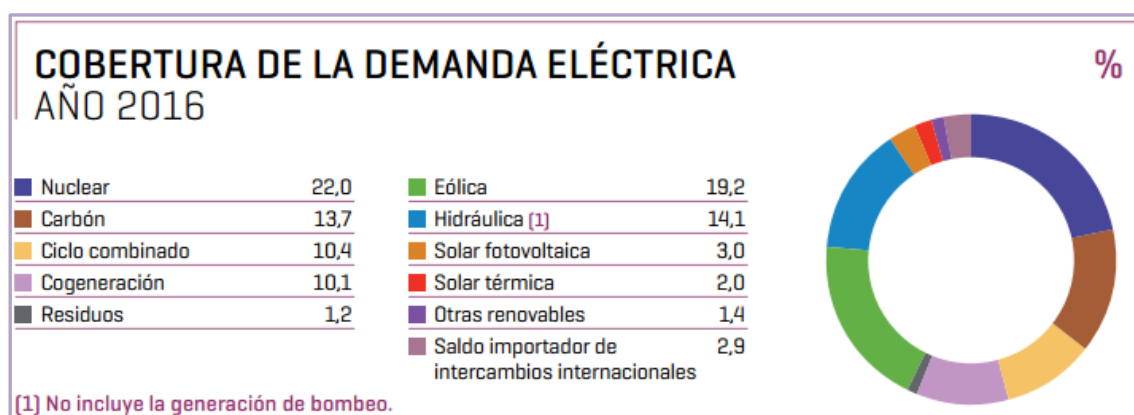 COBERTURA DE LA DEMANDA ELÉCTRICA
%
AÑO 2016
Nuclear 22,0
Carbón 13,7
Ciclo combinado 10,4
Cogeneración 10,1
Residuos 1,2
Eólica 19,2
Hidráulica (1) 14,1
Solar fotovoltaica 3,0
Solar térmica 2,0
Otras renovables 1,4
Saldo importador de 2,9
intercambios internacionales
(1) No incluye la generación de bombeo.